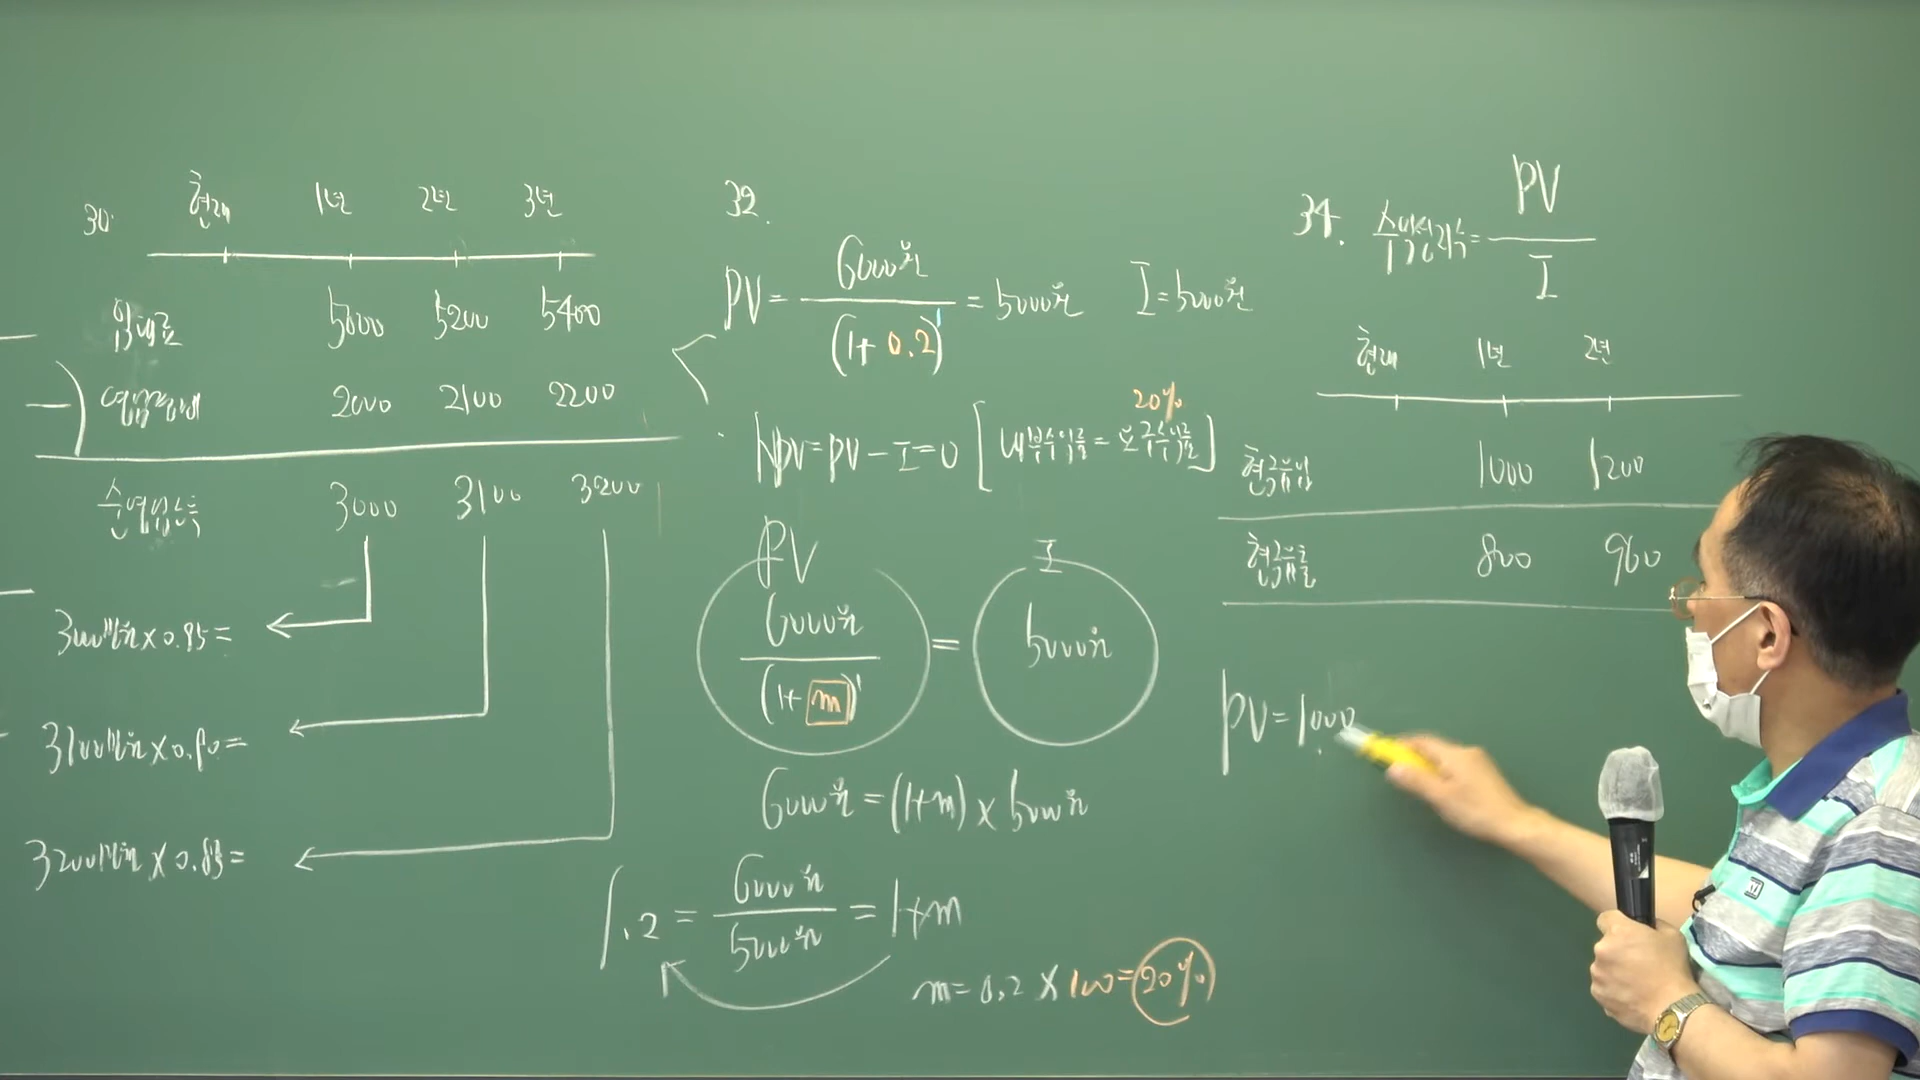 30.
현재 1년 2년 3년
임대료 5000 5200 5400
영업경비 2000 2100 2200
순영업소득 3000 3100 3200
3000만원 × 0.95 =
3100만원 × 0.90 =
3200만원 × 0.85 =
32.
PV = 6000원 / (1 + 0.2)¹ = 5000원 I = 5000원
NPV = PV − I = 0 [내부수익률 = 요구수익률] 20%
PV I
6000원 / (1 + m)¹ = 5000원
6000원 = (1+m) × 5000원
1.2 = 6000원 / 5000원 = 1+m
m = 0.2 × 100 = 20%
34. 수익성지수 = PV / I
현재 1년 2년
현금유입 1000 1200
현금유출 800 960
PV = 1000